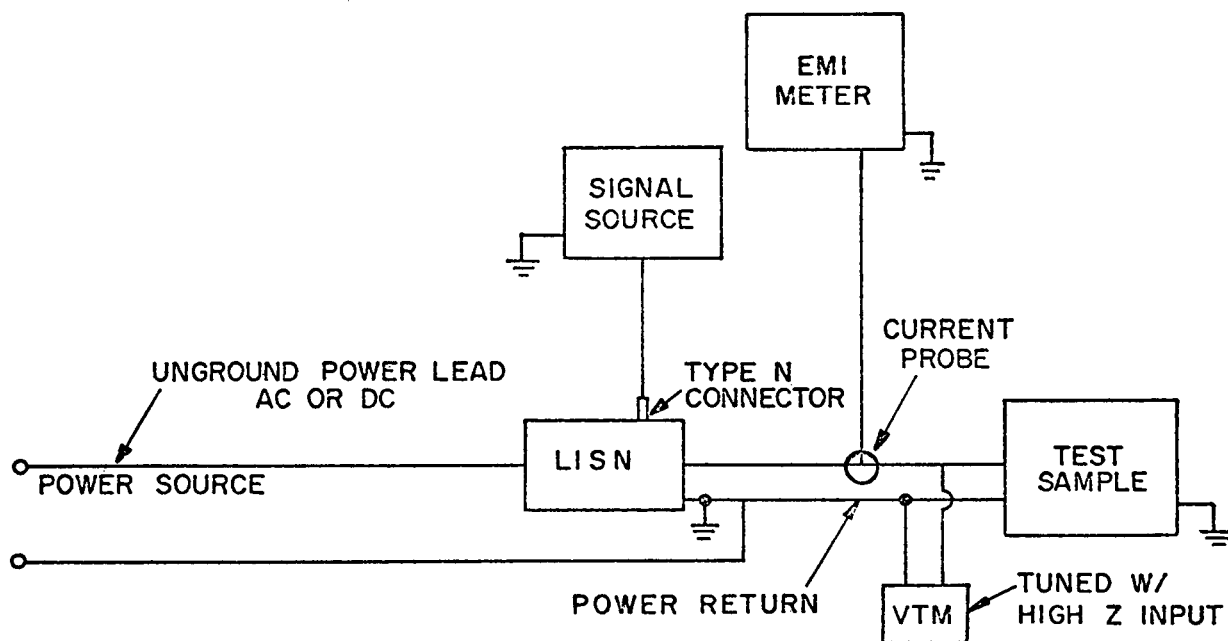 EMI
METER
SIGNAL
SOURCE
CURRENT
PROBE
UNGROUND POWER LEAD
AC OR DC
TYPE N
CONNECTOR
LISN
TEST
SAMPLE
POWER SOURCE
POWER RETURN
VTM
TUNED W/
HIGH Z INPUT